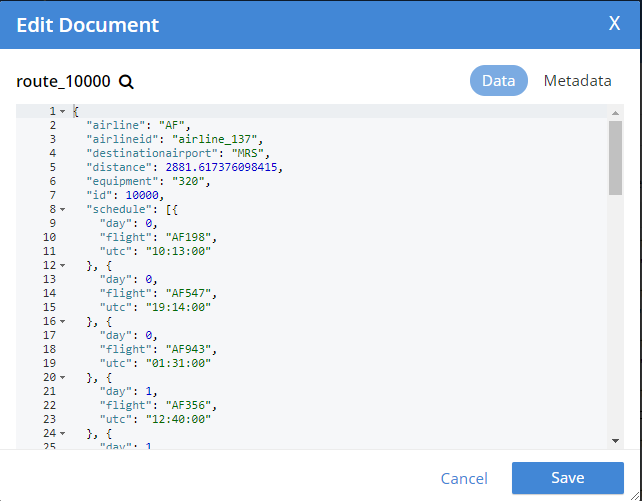 Edit Document X
route_10000 Data Metadata
1 {
2 "airline": "AF",
3 "airlineid": "airline_137",
4 "destinationairport": "MRS",
5 "distance": 2881.617376098415,
6 "equipment": "320",
7 "id": 10000,
8 "schedule": [{
9 "day": 0,
10 "flight": "AF198",
11 "utc": "10:13:00"
12 }, {
13 "day": 0,
14 "flight": "AF547",
15 "utc": "19:14:00"
16 }, {
17 "day": 0,
18 "flight": "AF943",
19 "utc": "01:31:00"
20 }, {
21 "day": 1,
22 "flight": "AF356",
23 "utc": "12:40:00"
24 }, {
25 "day": 1
Cancel Save